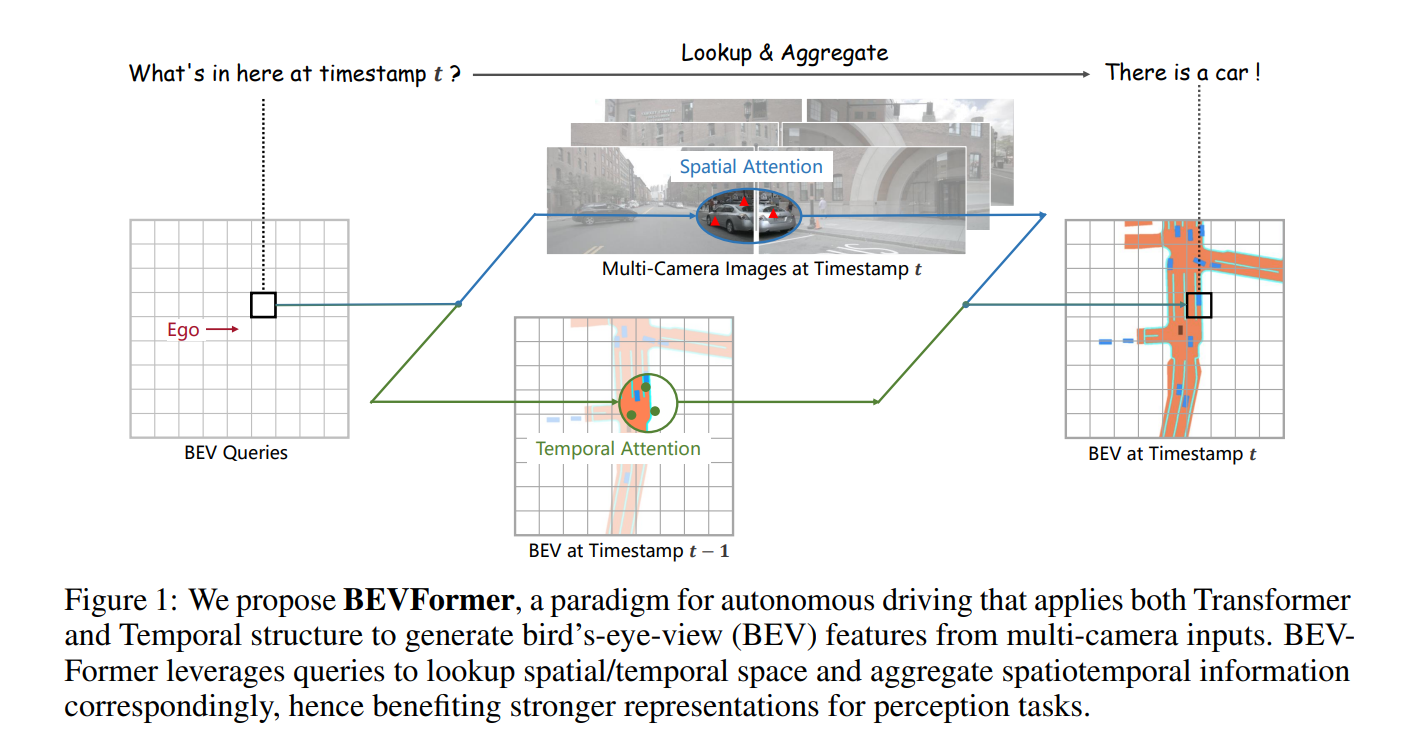 Lookup & Aggregate
What's in here at timestamp t ?
There is a car !
Spatial Attention
Multi-Camera Images at Timestamp t
Ego
BEV Queries
Temporal Attention
BEV at Timestamp t − 1
BEV at Timestamp t
Figure 1: We propose BEVFormer, a paradigm for autonomous driving that applies both Transformer
and Temporal structure to generate bird's-eye-view (BEV) features from multi-camera inputs. BEV-
Former leverages queries to lookup spatial/temporal space and aggregate spatiotemporal information
correspondingly, hence benefiting stronger representations for perception tasks.